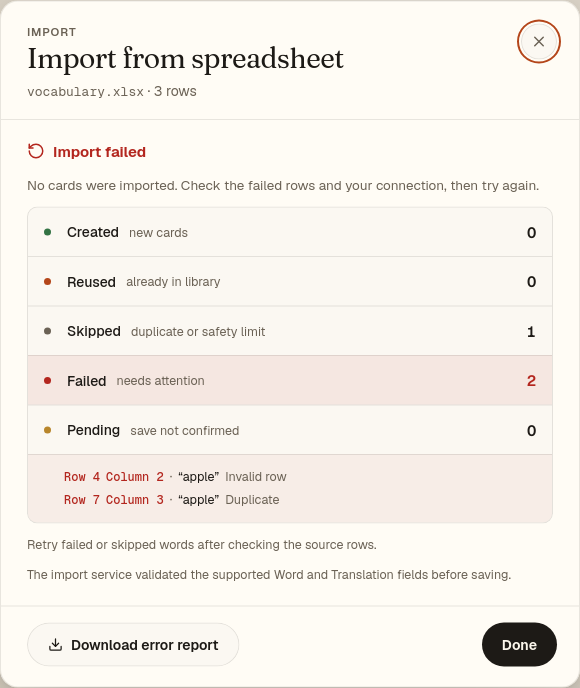 IMPORT
Import from spreadsheet
vocabulary.xlsx · 3 rows
Import failed
No cards were imported. Check the failed rows and your connection, then try again.
Created new cards 0
Reused already in library 0
Skipped duplicate or safety limit 1
Failed needs attention 2
Pending save not confirmed 0
Row 4 Column 2 · “apple” Invalid row
Row 7 Column 3 · “apple” Duplicate
Retry failed or skipped words after checking the source rows.
The import service validated the supported Word and Translation fields before saving.
Download error report
Done